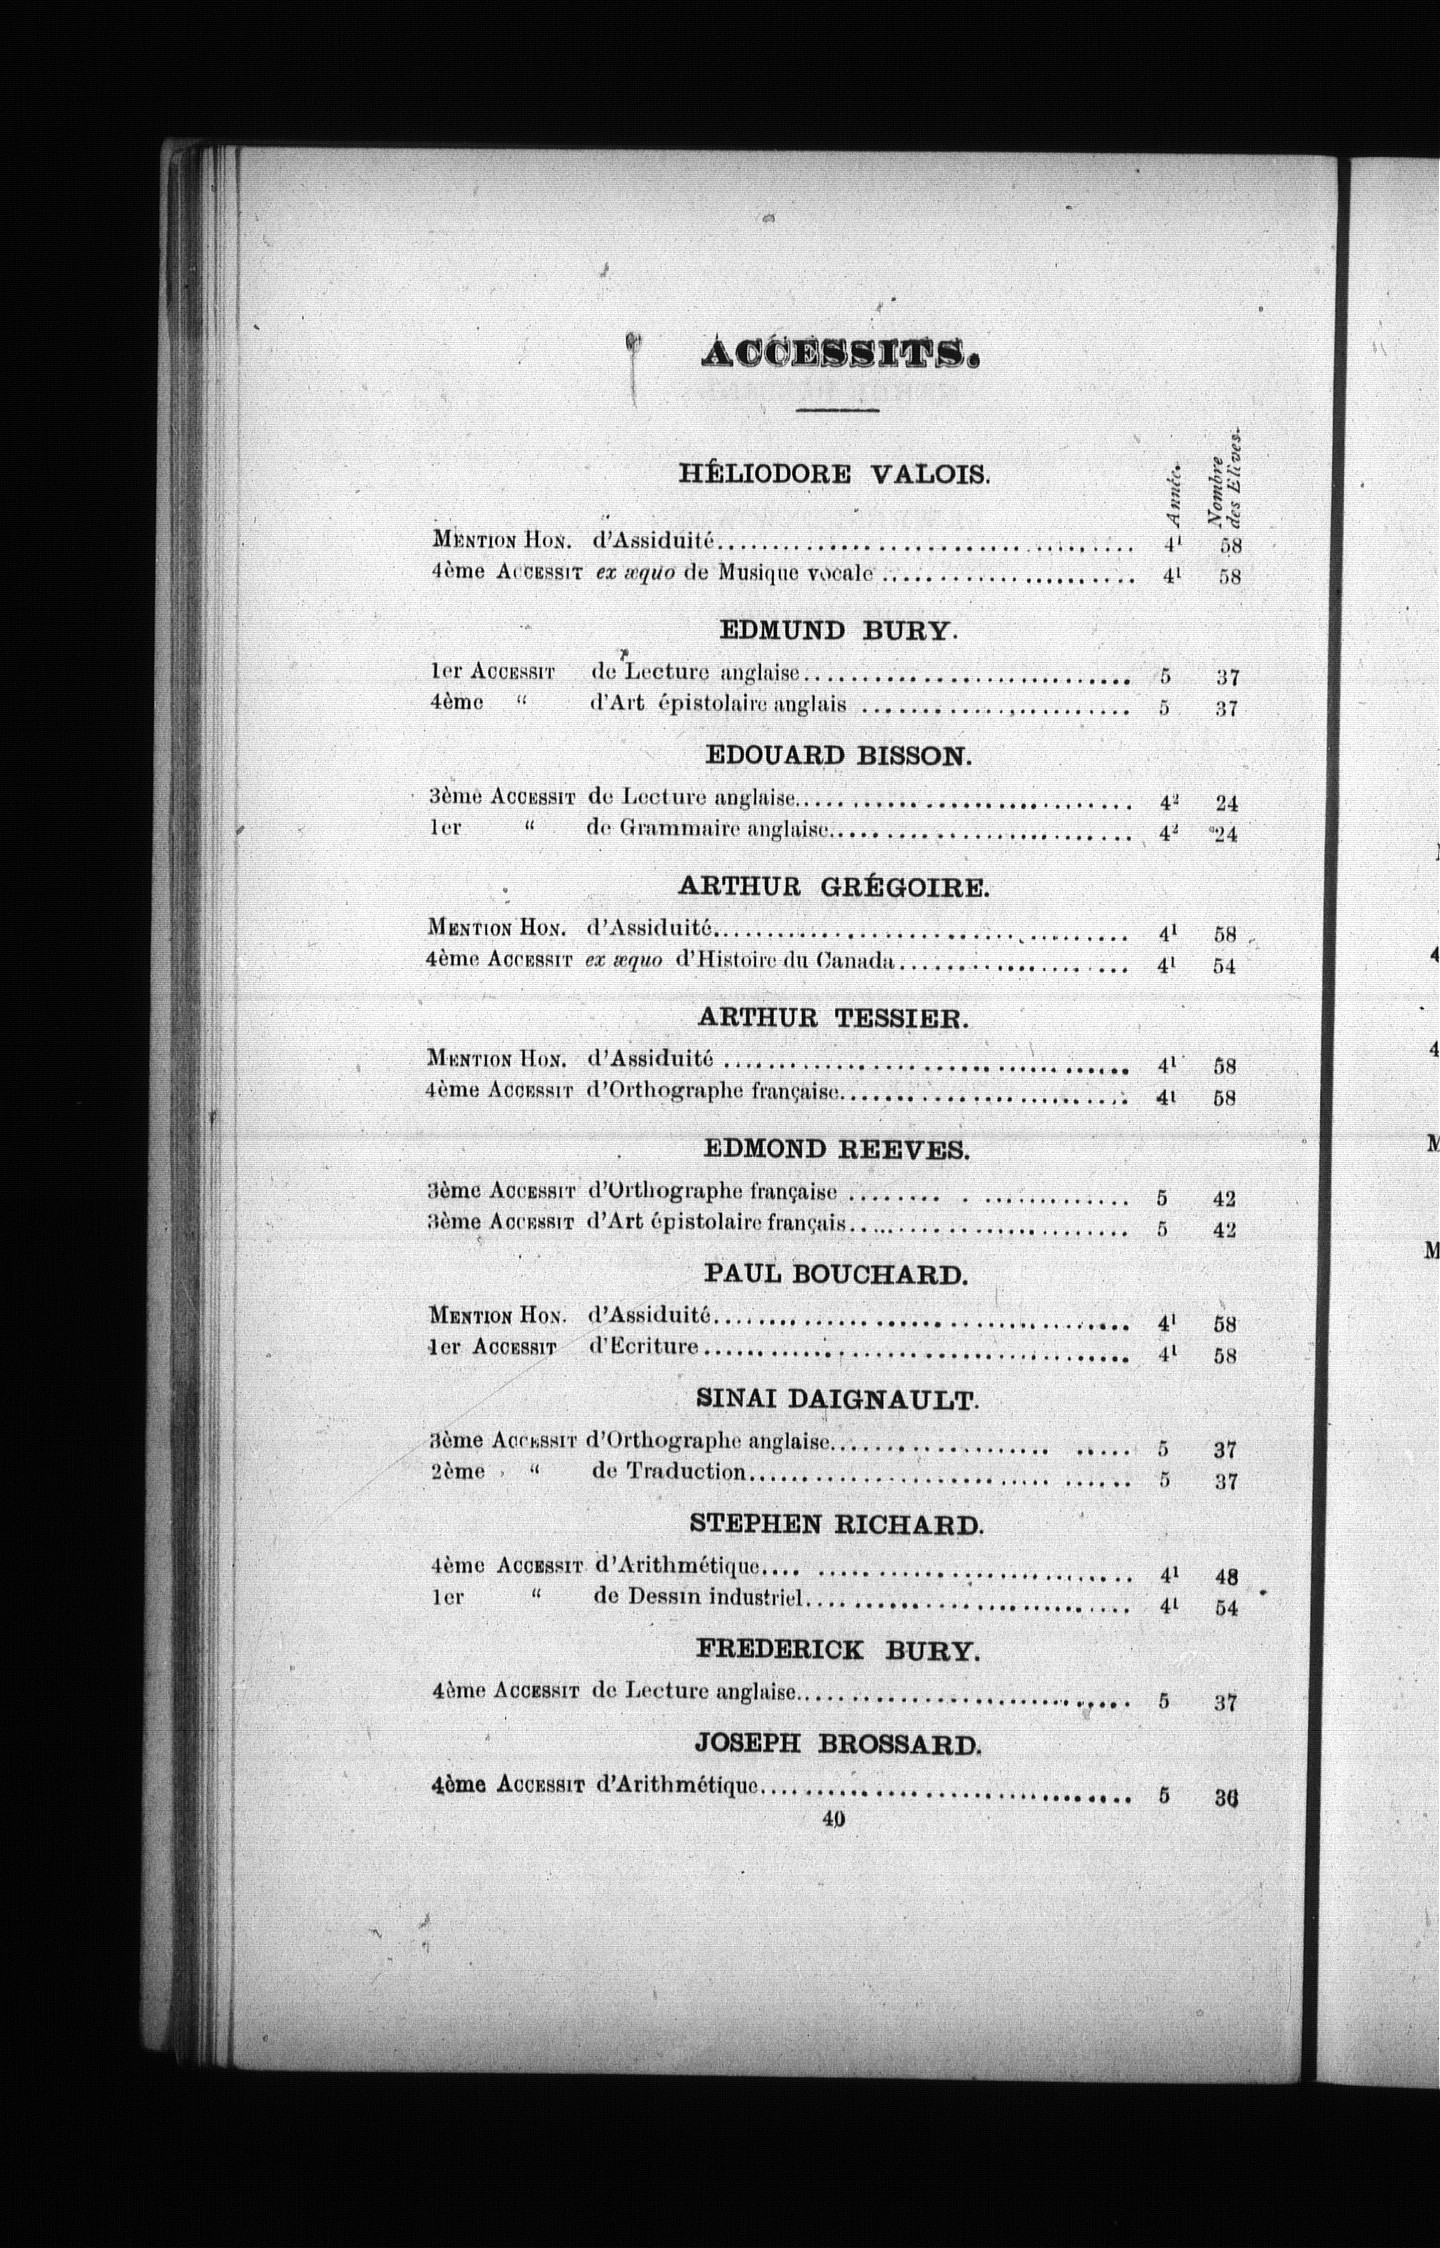 ACCESSITS.
Année.
Nombre
des Elèves.
HÉLIODORE VALOIS.
MENTION HON. d'Assiduité........................................ 4¹ 58
4ème ACCESSIT ex æquo de Musique vocale ........................ 4¹ 58
EDMUND BURY.
1er ACCESSIT de Lecture anglaise.............................. 5 37
4ème “ d'Art épistolaire anglais ........................ 5 37
EDOUARD BISSON.
3ème ACCESSIT de Lecture anglaise.............................. 4² 24
1er “ de Grammaire anglaise........................... 4² 24
ARTHUR GRÉGOIRE.
MENTION HON. d'Assiduité........................................ 4¹ 58
4ème ACCESSIT ex æquo d'Histoire du Canada..................... 4¹ 54
ARTHUR TESSIER.
MENTION HON. d'Assiduité ....................................... 4¹ 58
4ème ACCESSIT d'Orthographe française........................... 4¹ 58
EDMOND REEVES.
3ème ACCESSIT d'Orthographe française ........ . ............. 5 42
3ème ACCESSIT d'Art épistolaire français......................... 5 42
PAUL BOUCHARD.
MENTION HON. d'Assiduité........................................ 4¹ 58
1er ACCESSIT d'Ecriture......................................... 4¹ 58
SINAI DAIGNAULT.
3ème ACCESSIT d'Orthographe anglaise.................... ..... 5 37
2ème “ de Traduction............................ ...... 5 37
STEPHEN RICHARD.
4ème ACCESSIT d'Arithmétique.... ............................. 4¹ 48
1er “ de Dessin industriel.............................. 4¹ 54
FREDERICK BURY.
4ème ACCESSIT de Lecture anglaise............................... 5 37
JOSEPH BROSSARD.
4ème ACCESSIT d'Arithmétique................................... 5 36
40